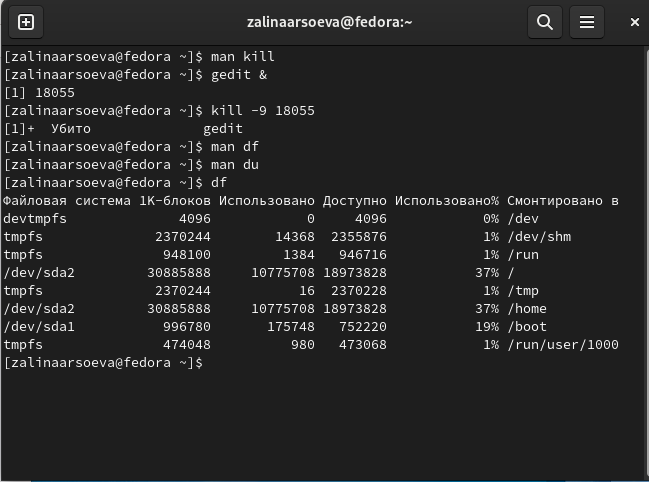 zalinaarsoeva@fedora:~
[zalinaarsoeva@fedora ~]$ man kill
[zalinaarsoeva@fedora ~]$ gedit &
[1] 18055
[zalinaarsoeva@fedora ~]$ kill -9 18055
[1]+  Убито              gedit
[zalinaarsoeva@fedora ~]$ man df
[zalinaarsoeva@fedora ~]$ man du
[zalinaarsoeva@fedora ~]$ df
Файловая система 1K-блоков Использовано Доступно Использовано% Смонтировано в
devtmpfs              4096            0     4096            0% /dev
tmpfs              2370244        14368  2355876            1% /dev/shm
tmpfs               948100         1384   946716            1% /run
/dev/sda2         30885888     10775708 18973828           37% /
tmpfs              2370244           16  2370228            1% /tmp
/dev/sda2         30885888     10775708 18973828           37% /home
/dev/sda1           996780       175748   752220           19% /boot
tmpfs               474048          980   473068            1% /run/user/1000
[zalinaarsoeva@fedora ~]$